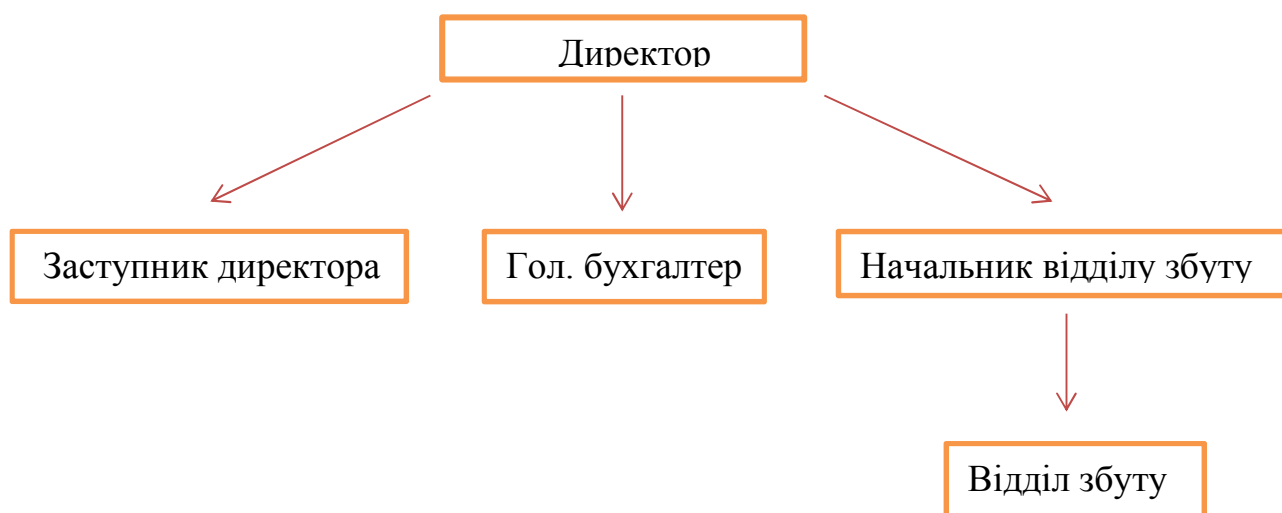 Директор
Заступник директора
Гол. бухгалтер
Начальник відділу збуту
Відділ збуту